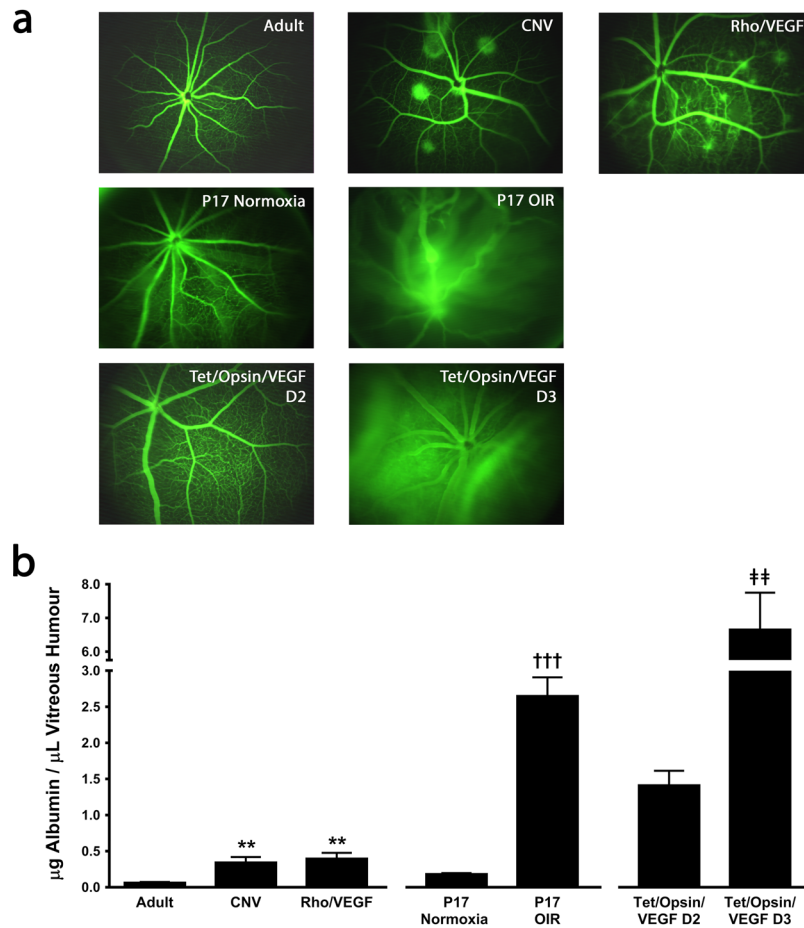 a
Adult
CNV
Rho/VEGF
P17 Normoxia
P17 OIR
Tet/Opsin/VEGF
D2
Tet/Opsin/VEGF
D3
b
µg Albumin / µL Vitreous Humour
8.0
7.0
6.0
3.0
2.5
2.0
1.5
1.0
0.5
0.0
**
**
†††
‡‡
Adult
CNV
Rho/VEGF
P17
Normoxia
P17
OIR
Tet/Opsin/
VEGF D2
Tet/Opsin/
VEGF D3